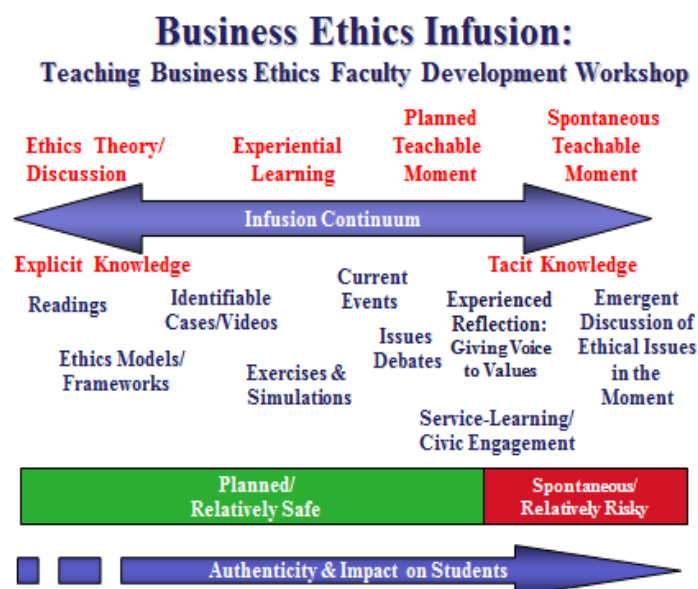 Business Ethics Infusion:
Teaching Business Ethics Faculty Development Workshop
Ethics Theory/
Discussion
Experiential
Learning
Planned
Teachable
Moment
Spontaneous
Teachable
Moment
Infusion Continuum
Explicit Knowledge
Tacit Knowledge
Readings
Identifiable
Cases/Videos
Ethics Models/
Frameworks
Exercises &
Simulations
Current
Events
Issues
Debates
Experienced
Reflection:
Giving Voice
to Values
Service-Learning/
Civic Engagement
Emergent
Discussion of
Ethical Issues
in the
Moment
Planned/
Relatively Safe
Spontaneous/
Relatively Risky
Authenticity & Impact on Students